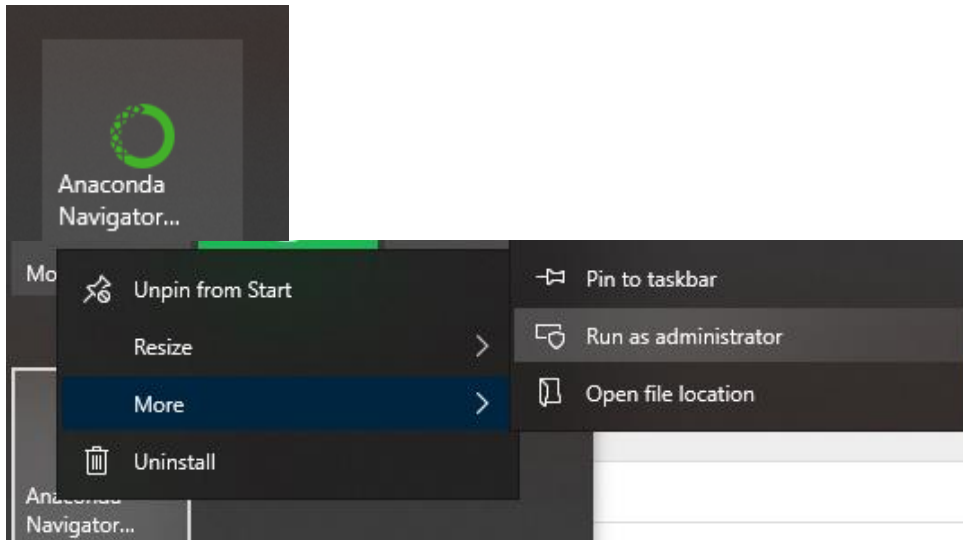 Anaconda
Navigator...
Mo
Unpin from Start
Resize
More
Uninstall
Pin to taskbar
Run as administrator
Open file location
Navigator...